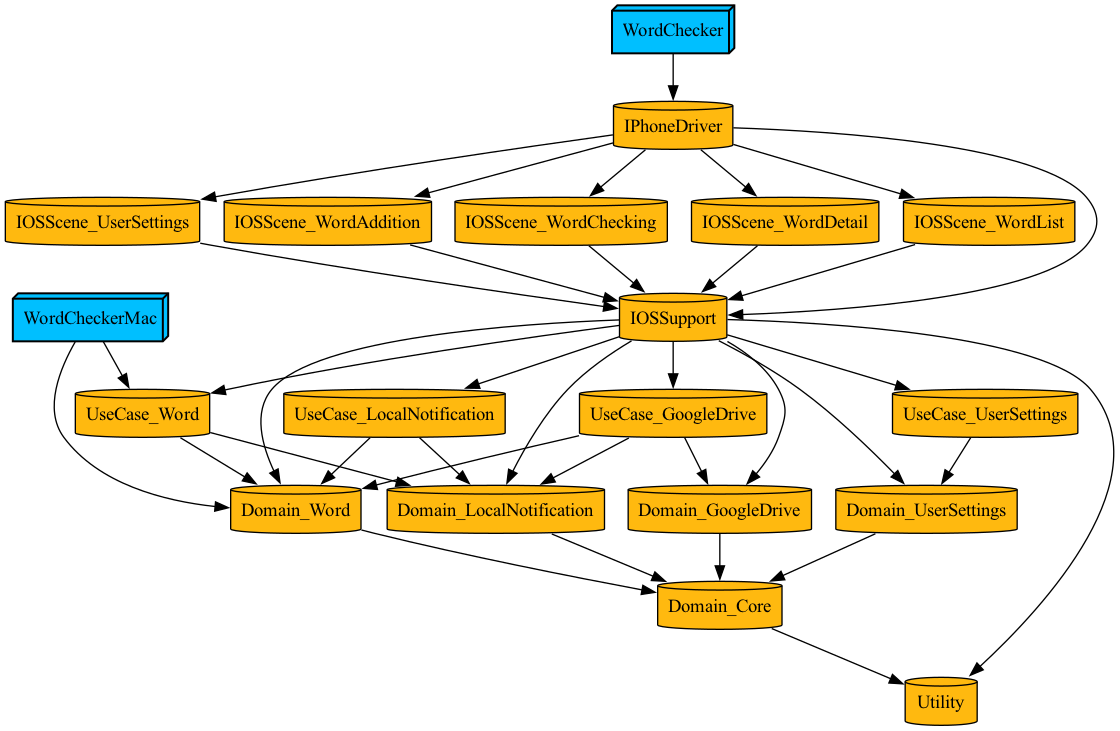 WordChecker
IPhoneDriver
IOSScene_UserSettings
IOSScene_WordAddition
IOSScene_WordChecking
IOSScene_WordDetail
IOSScene_WordList
WordCheckerMac
IOSSupport
UseCase_Word
UseCase_LocalNotification
UseCase_GoogleDrive
UseCase_UserSettings
Domain_Word
Domain_LocalNotification
Domain_GoogleDrive
Domain_UserSettings
Domain_Core
Utility